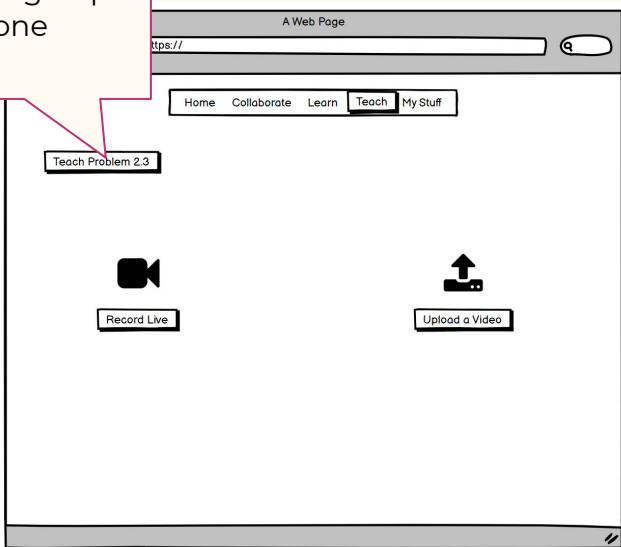 one
A Web Page
ttps://
Home Collaborate Learn Teach My Stuff
Teach Problem 2.3
Record Live
Upload a Video